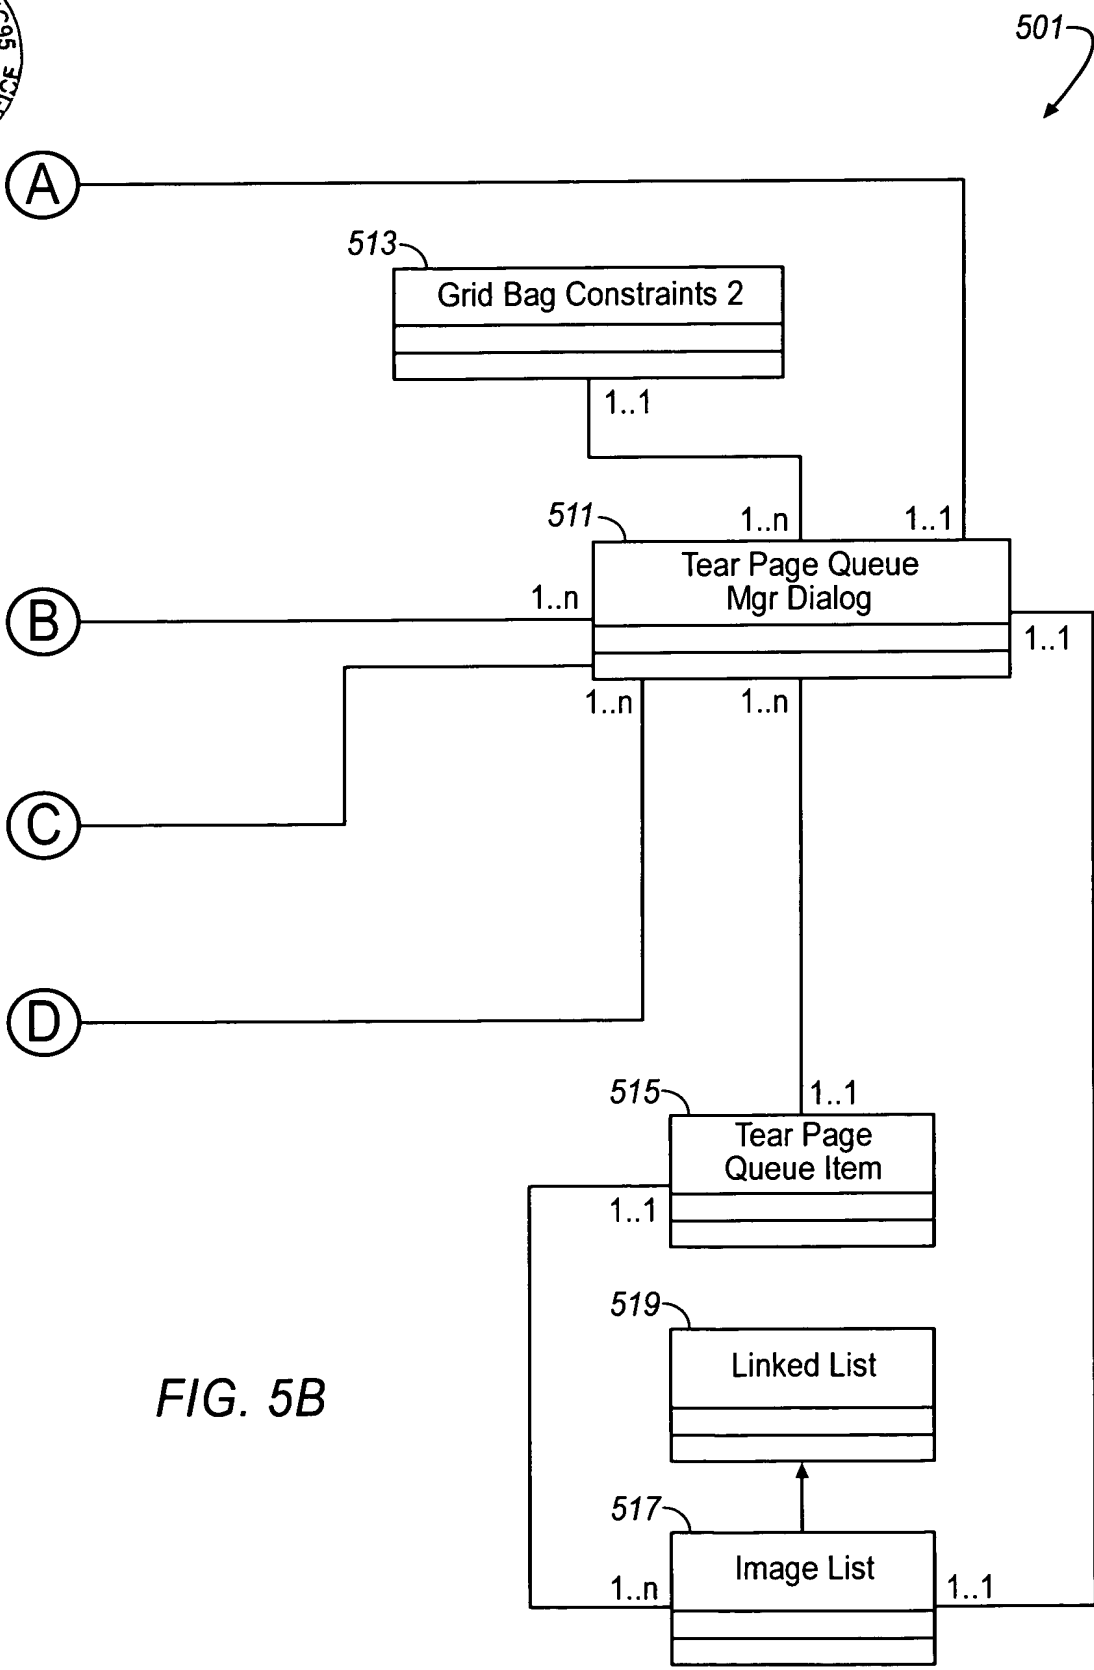 501
A
513
Grid Bag Constraints 2
1..1
511
1..n
1..1
Tear Page Queue
Mgr Dialog
B
1..n
1..1
1..n
1..n
C
D
515
1..1
Tear Page
Queue Item
1..1
519
Linked List
FIG. 5B
517
Image List
1..n
1..1